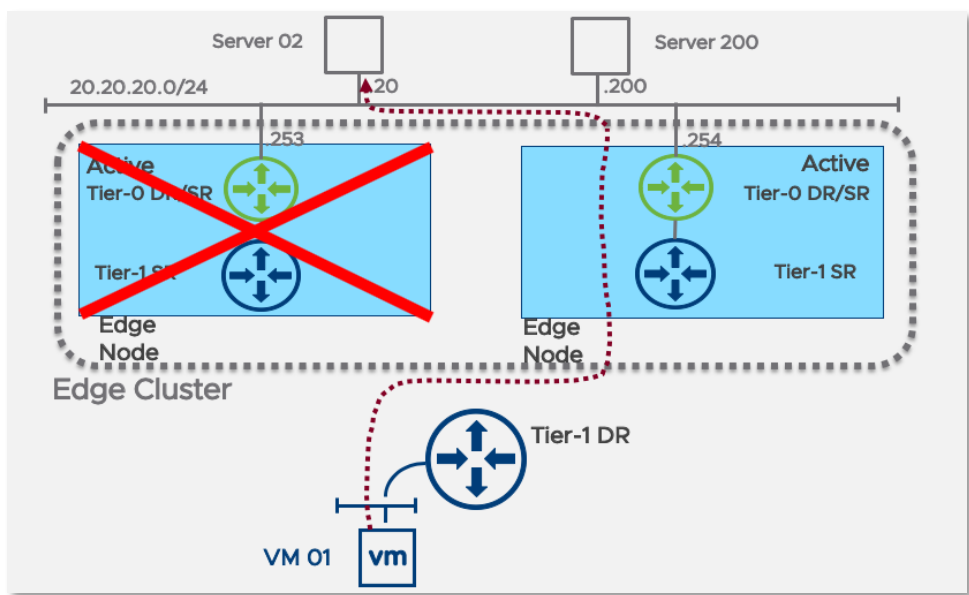 Server 02
Server 200
20.20.20.0/24
.20
.200
.253
.254
Active
Tier-0 DR/SR
Tier-1 SR
Edge
Node
Active
Tier-0 DR/SR
Tier-1 SR
Edge
Node
Edge Cluster
Tier-1 DR
VM 01
vm